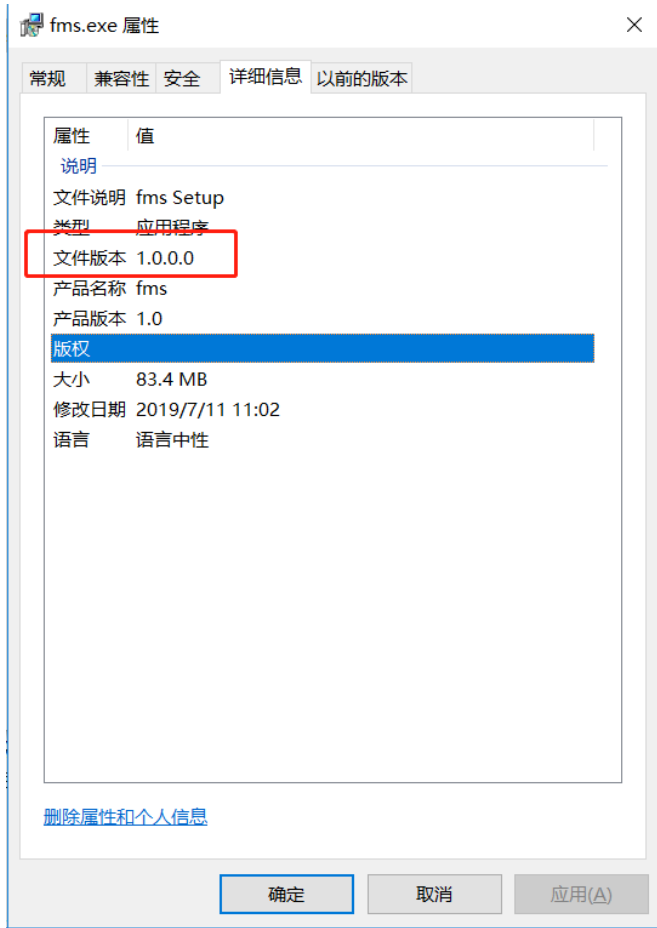 fms.exe 属性
常规 兼容性 安全 详细信息 以前的版本
属性 值
说明
文件说明 fms Setup
类型 应用程序
文件版本 1.0.0.0
产品名称 fms
产品版本 1.0
版权
大小 83.4 MB
修改日期 2019/7/11 11:02
语言 语言中性
删除属性和个人信息
确定 取消 应用(A)